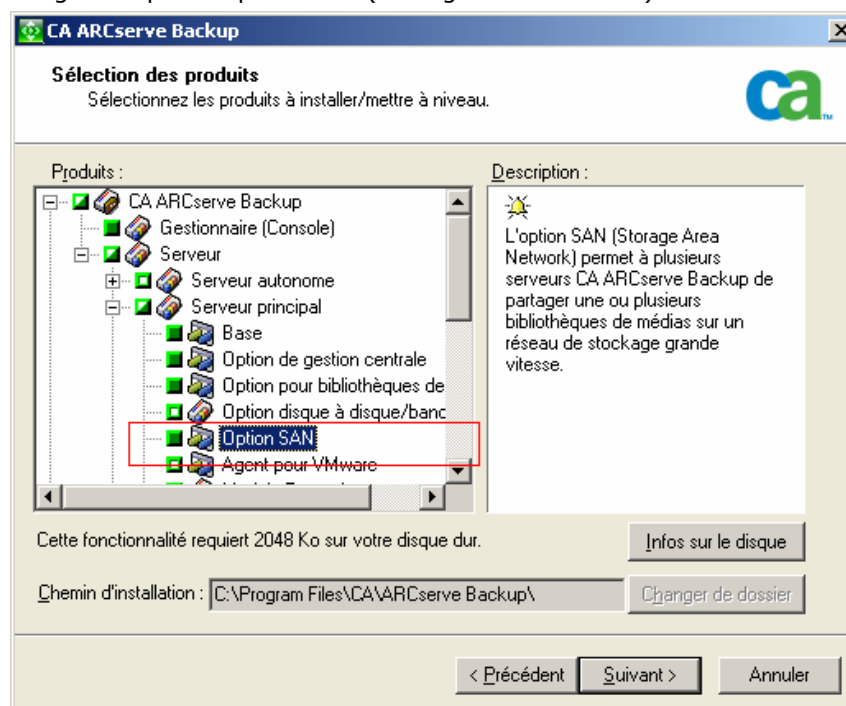 CA ARCserve Backup
Sélection des produits
Sélectionnez les produits à installer/mettre à niveau.
ca
Produits :
CA ARCserve Backup
Gestionnaire (Console)
Serveur
Serveur autonome
Serveur principal
Base
Option de gestion centrale
Option pour bibliothèques de
Option disque à disque/banc
Option SAN
Agent pour VMware
Description :
L'option SAN (Storage Area
Network) permet à plusieurs
serveurs CA ARCserve Backup de
partager une ou plusieurs
bibliothèques de médias sur un
réseau de stockage grande
vitesse.
Cette fonctionnalité requiert 2048 Ko sur votre disque dur.
Infos sur le disque
Chemin d'installation : C:\Program Files\CA\ARCserve Backup\
Changer de dossier
< Précédent
Suivant >
Annuler